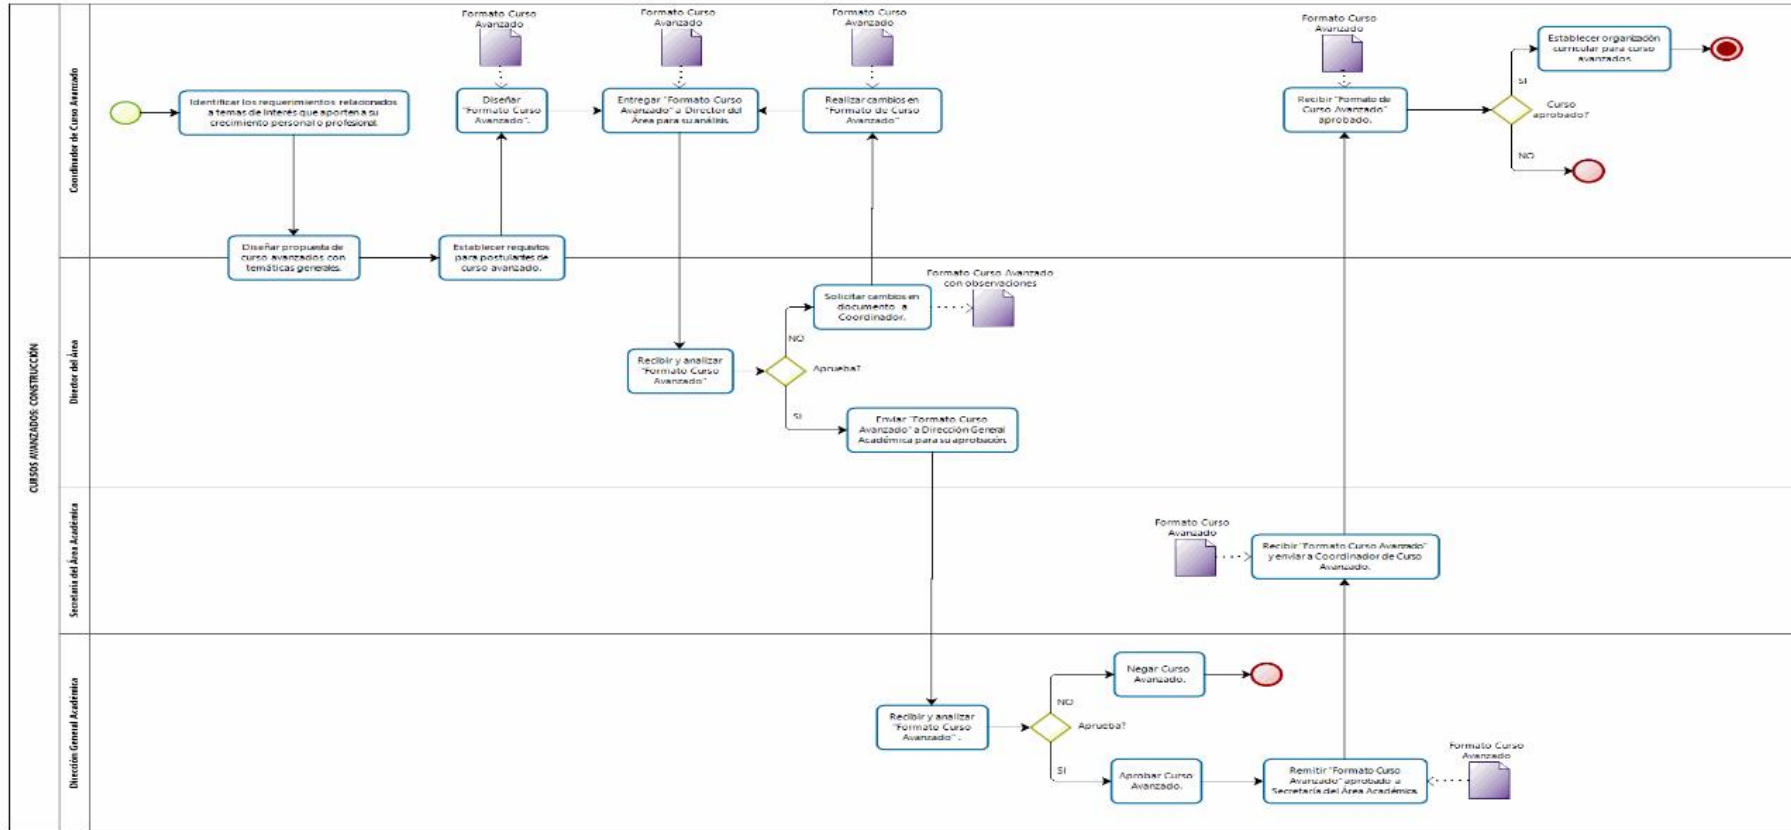 CURSOS AVANZADOS: CONSTRUCCIÓN
Coordinador de Curso Avanzado
Identificar los requerimientos relacionados
a temas de interés que aporten a su
crecimiento personal o profesional.
Formato Curso
Avanzado
Diseñar
"Formato Curso
Avanzado".
Formato Curso
Avanzado
Entregar "Formato Curso
Avanzado" a Director del
Área para su análisis.
Formato de Curso
Avanzado
Realizar cambios en
"Formato de Curso
Avanzado"
Formato Curso
Avanzado
Recibir "Formato de
Curso Avanzado"
aprobado.
Curso
aprobado?
SI
NO
Establecer organización
curricular para curso
avanzados.
Diseñar propuesta de
curso avanzados con
temáticas generales.
Establecer requisitos
para postulantes de
curso avanzado.
Director del Área
Recibir y analizar
"Formato Curso
Avanzado"
Aprueba?
NO
SI
Solicitar cambios en
documento a
Coordinador.
Formato Curso Avanzado
con observaciones
Enviar "Formato Curso
Avanzado" a Dirección General
Académica para su aprobación.
Secretaria del Área Académica
Formato Curso
Avanzado
Recibir "Formato Curso Avanzado"
y enviar a Coordinador de Curso
Avanzado.
Dirección General Académica
Recibir y analizar
"Formato Curso
Avanzado" .
Aprueba?
NO
SI
Negar Curso
Avanzado.
Aprobar Curso
Avanzado.
Remitir "Formato Curso
Avanzado" aprobado a
Secretaría del Área Académica.
Formato Curso
Avanzado